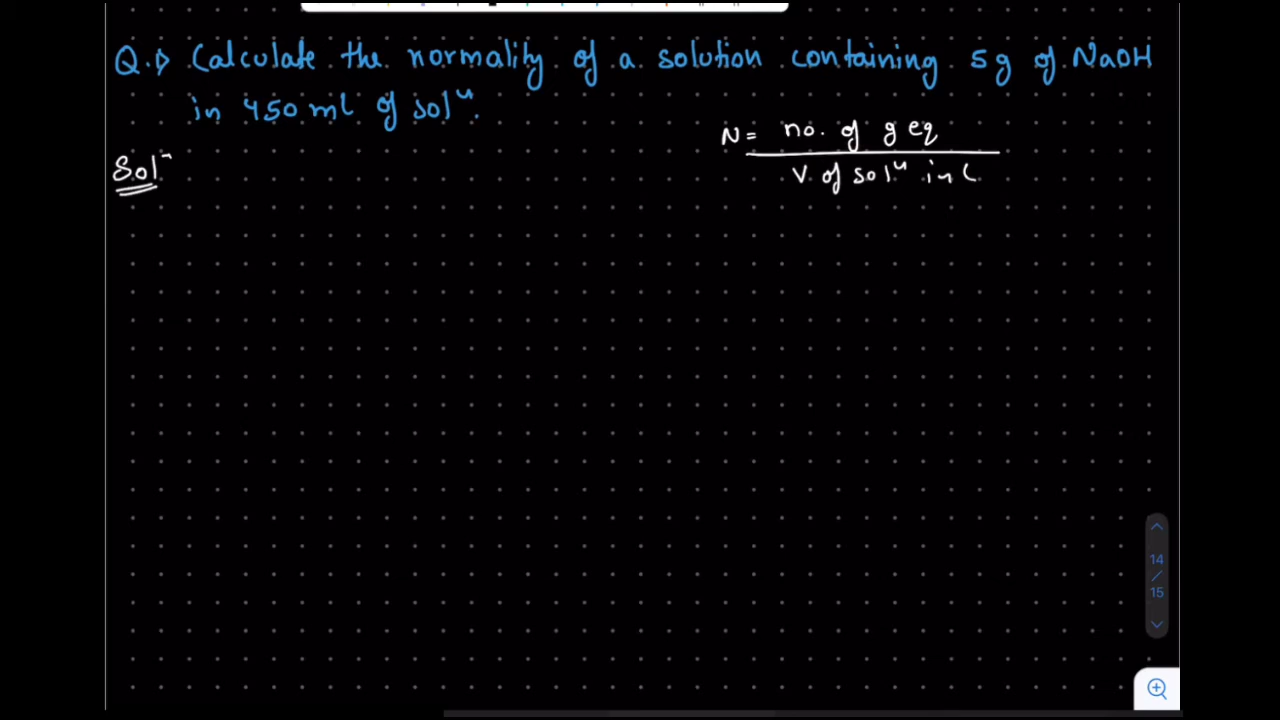 Q.▷ Calculate the normality of a solution containing 5g of NaOH
in 450 ml of solⁿ.
N = no. of g eq
V of solⁿ in L
Sol-
14
/
15